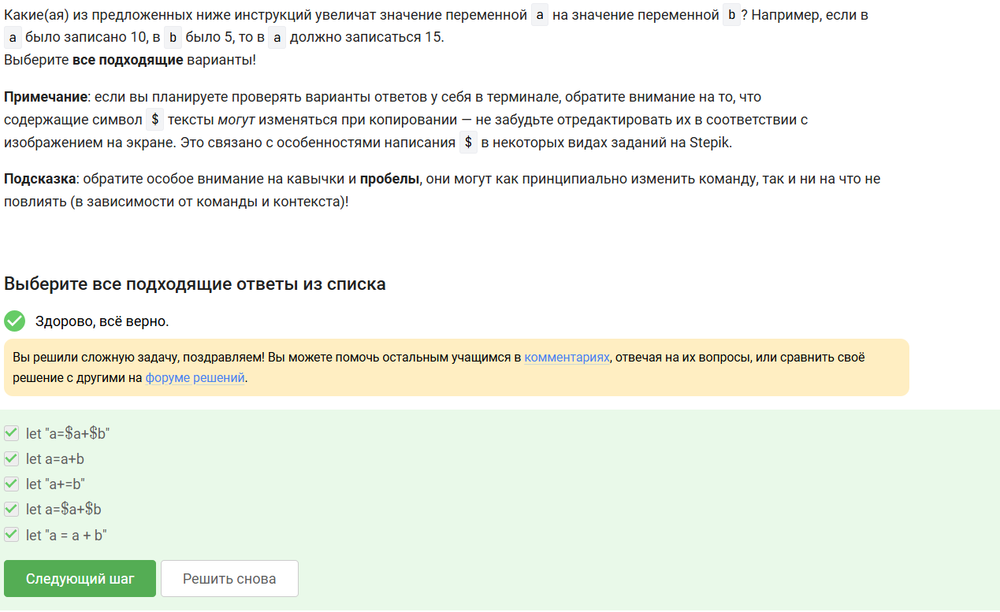 Какие(ая) из предложенных ниже инструкций увеличат значение переменной a на значение переменной b? Например, если в
a было записано 10, в b было 5, то в a должно записаться 15.
Выберите все подходящие варианты!
Примечание: если вы планируете проверять варианты ответов у себя в терминале, обратите внимание на то, что
содержащие символ $ тексты могут изменяться при копировании — не забудьте отредактировать их в соответствии с
изображением на экране. Это связано с особенностями написания $ в некоторых видах заданий на Stepik.
Подсказка: обратите особое внимание на кавычки и пробелы, они могут как принципиально изменить команду, так и ни на что не
повлиять (в зависимости от команды и контекста)!
Выберите все подходящие ответы из списка
Здорово, всё верно.
Вы решили сложную задачу, поздравляем! Вы можете помочь остальным учащимся в комментариях, отвечая на их вопросы, или сравнить своё
решение с другими на форуме решений.
let "a=$a+$b"
let a=a+b
let "a+=b"
let a=$a+$b
let "a = a + b"
Следующий шаг
Решить снова